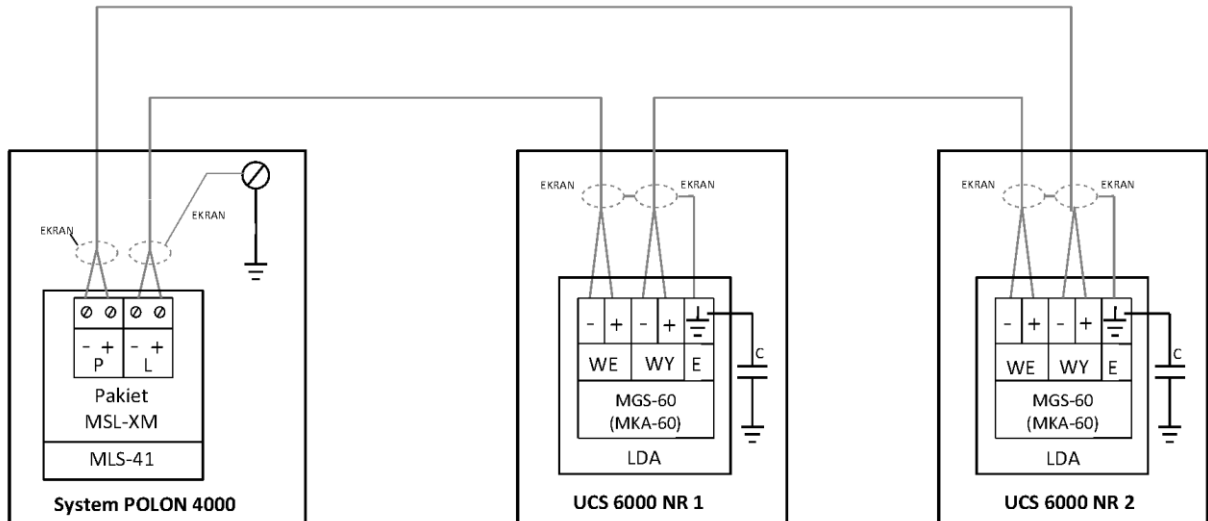 EKRAN
EKRAN
- + - +
P L
Pakiet
MSL-XM
MLS-41
System POLON 4000
EKRAN
EKRAN
- + - +
WE WY E
C
MGS-60
(MKA-60)
LDA
UCS 6000 NR 1
EKRAN
EKRAN
- + - +
WE WY E
C
MGS-60
(MKA-60)
LDA
UCS 6000 NR 2